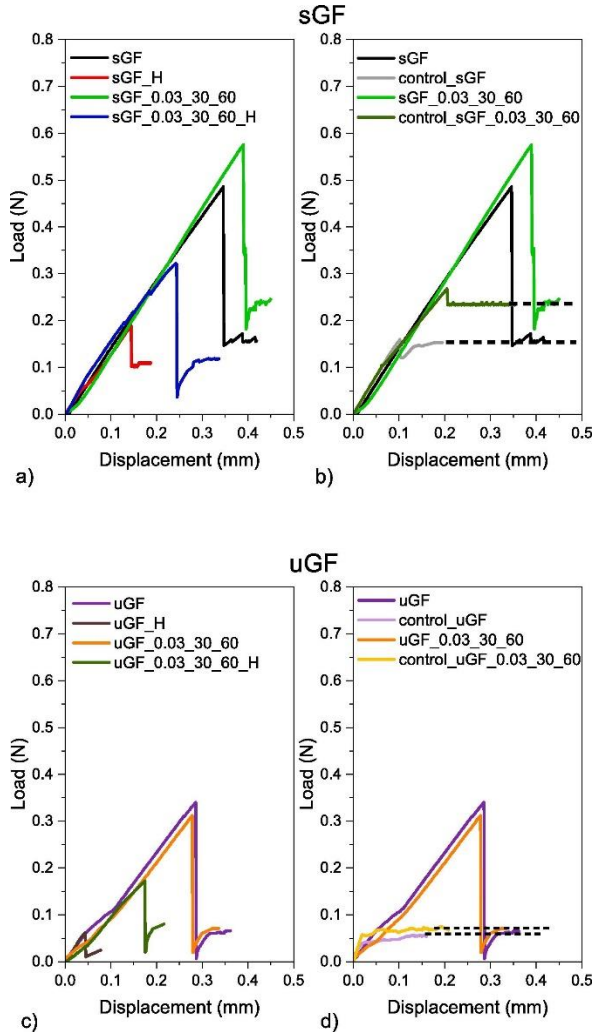 sGF
0.8
0.7
0.6
0.5
0.4
0.3
0.2
0.1
0.0
Load (N)
sGF
sGF_H
sGF_0.03_30_60
sGF_0.03_30_60_H
0.0 0.1 0.2 0.3 0.4 0.5
Displacement (mm)
a)
0.8
0.7
0.6
0.5
0.4
0.3
0.2
0.1
0.0
Load (N)
sGF
control_sGF
sGF_0.03_30_60
control_sGF_0.03_30_60
0.0 0.1 0.2 0.3 0.4 0.5
Displacement (mm)
b)
uGF
0.8
0.7
0.6
0.5
0.4
0.3
0.2
0.1
0.0
Load (N)
uGF
uGF_H
uGF_0.03_30_60
uGF_0.03_30_60_H
0.0 0.1 0.2 0.3 0.4 0.5
Displacement (mm)
c)
0.8
0.7
0.6
0.5
0.4
0.3
0.2
0.1
0.0
Load (N)
uGF
control_uGF
uGF_0.03_30_60
control_uGF_0.03_30_60
0.0 0.1 0.2 0.3 0.4 0.5
Displacement (mm)
d)